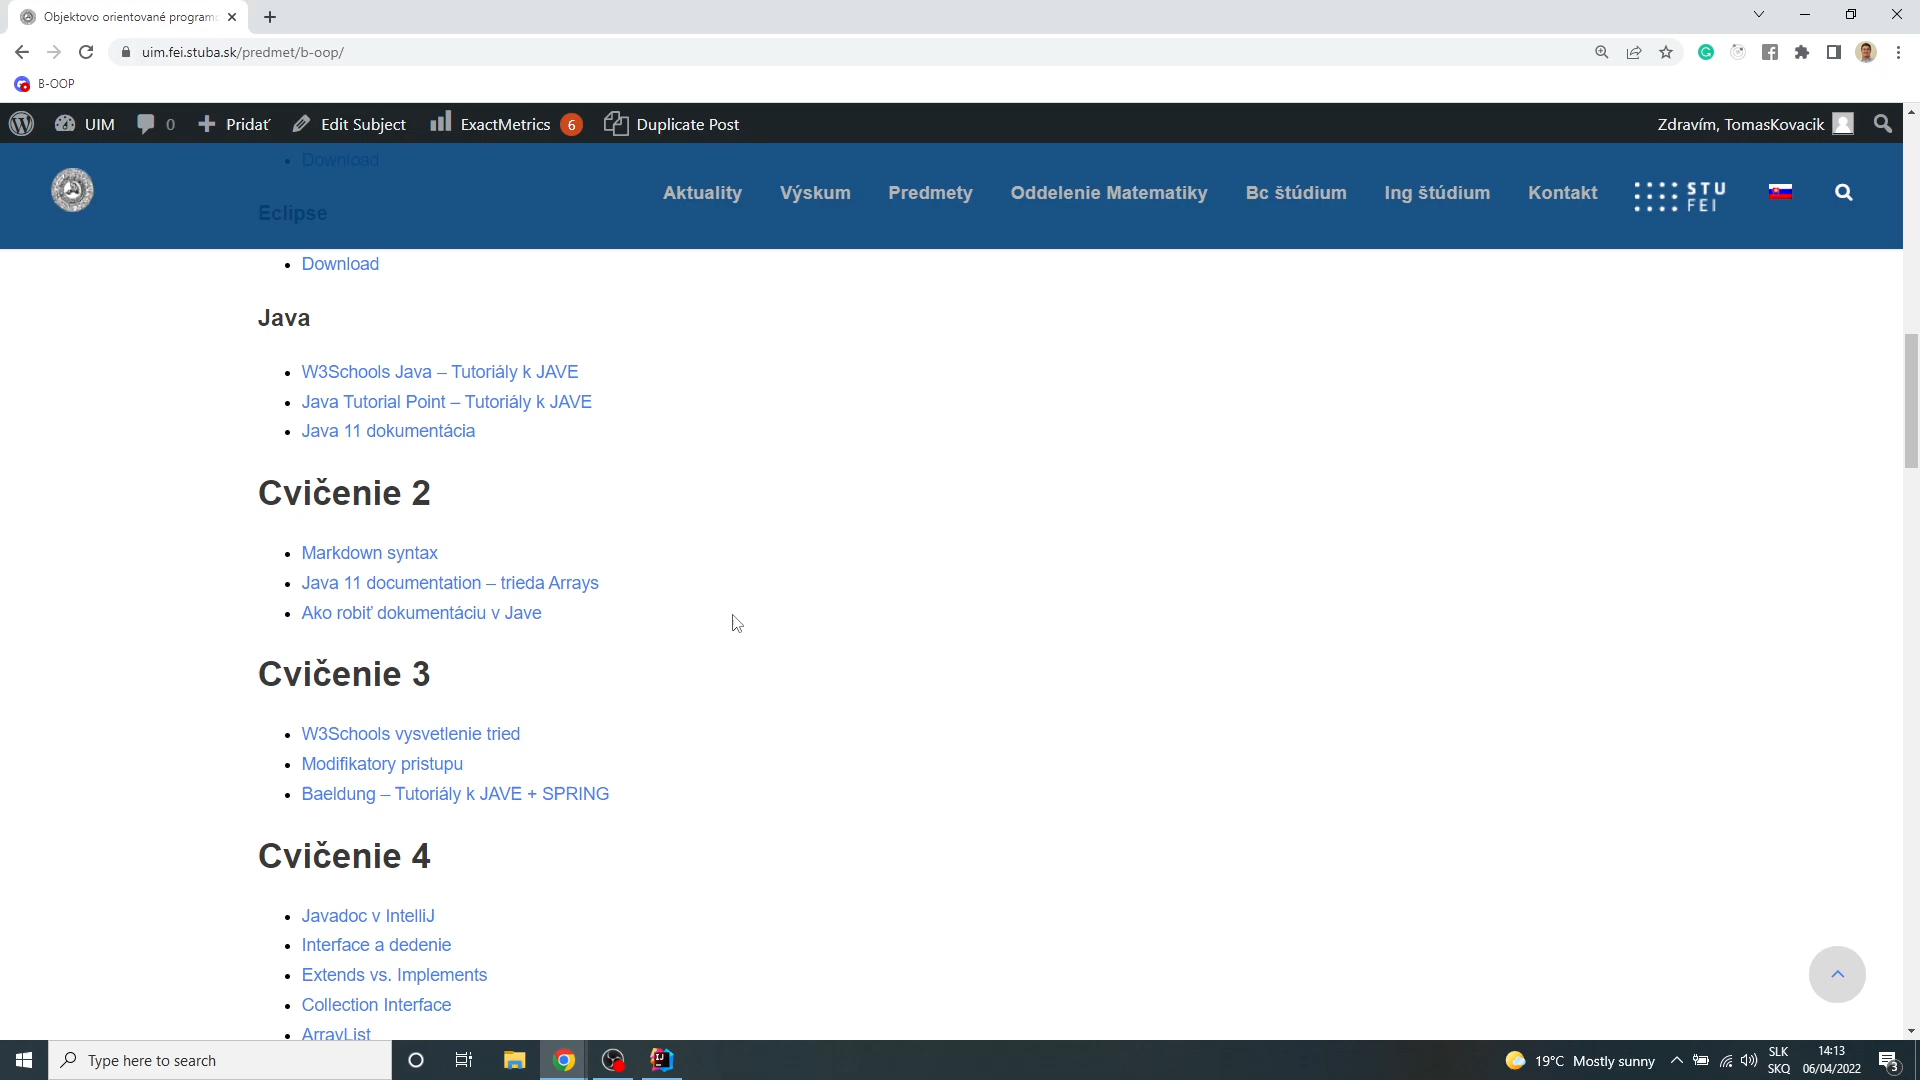 Objektovo orientované program
uim.fei.stuba.sk/predmet/b-oop/
B-OOP
UIM
0
Pridať
Edit Subject
ExactMetrics 6
Duplicate Post
Zdravím, TomasKovacik
Download
Eclipse
Aktuality
Výskum
Predmety
Oddelenie Matematiky
Bc štúdium
Ing štúdium
Kontakt
STU
FEI
Download
Java
W3Schools Java – Tutoriály k JAVE
Java Tutorial Point – Tutoriály k JAVE
Java 11 dokumentácia
Cvičenie 2
Markdown syntax
Java 11 documentation – trieda Arrays
Ako robiť dokumentáciu v Jave
Cvičenie 3
W3Schools vysvetlenie tried
Modifikatory pristupu
Baeldung – Tutoriály k JAVE + SPRING
Cvičenie 4
Javadoc v IntelliJ
Interface a dedenie
Extends vs. Implements
Collection Interface
ArrayList
Type here to search
IJ
19°C Mostly sunny
SLK
SKQ
14:13
06/04/2022
3